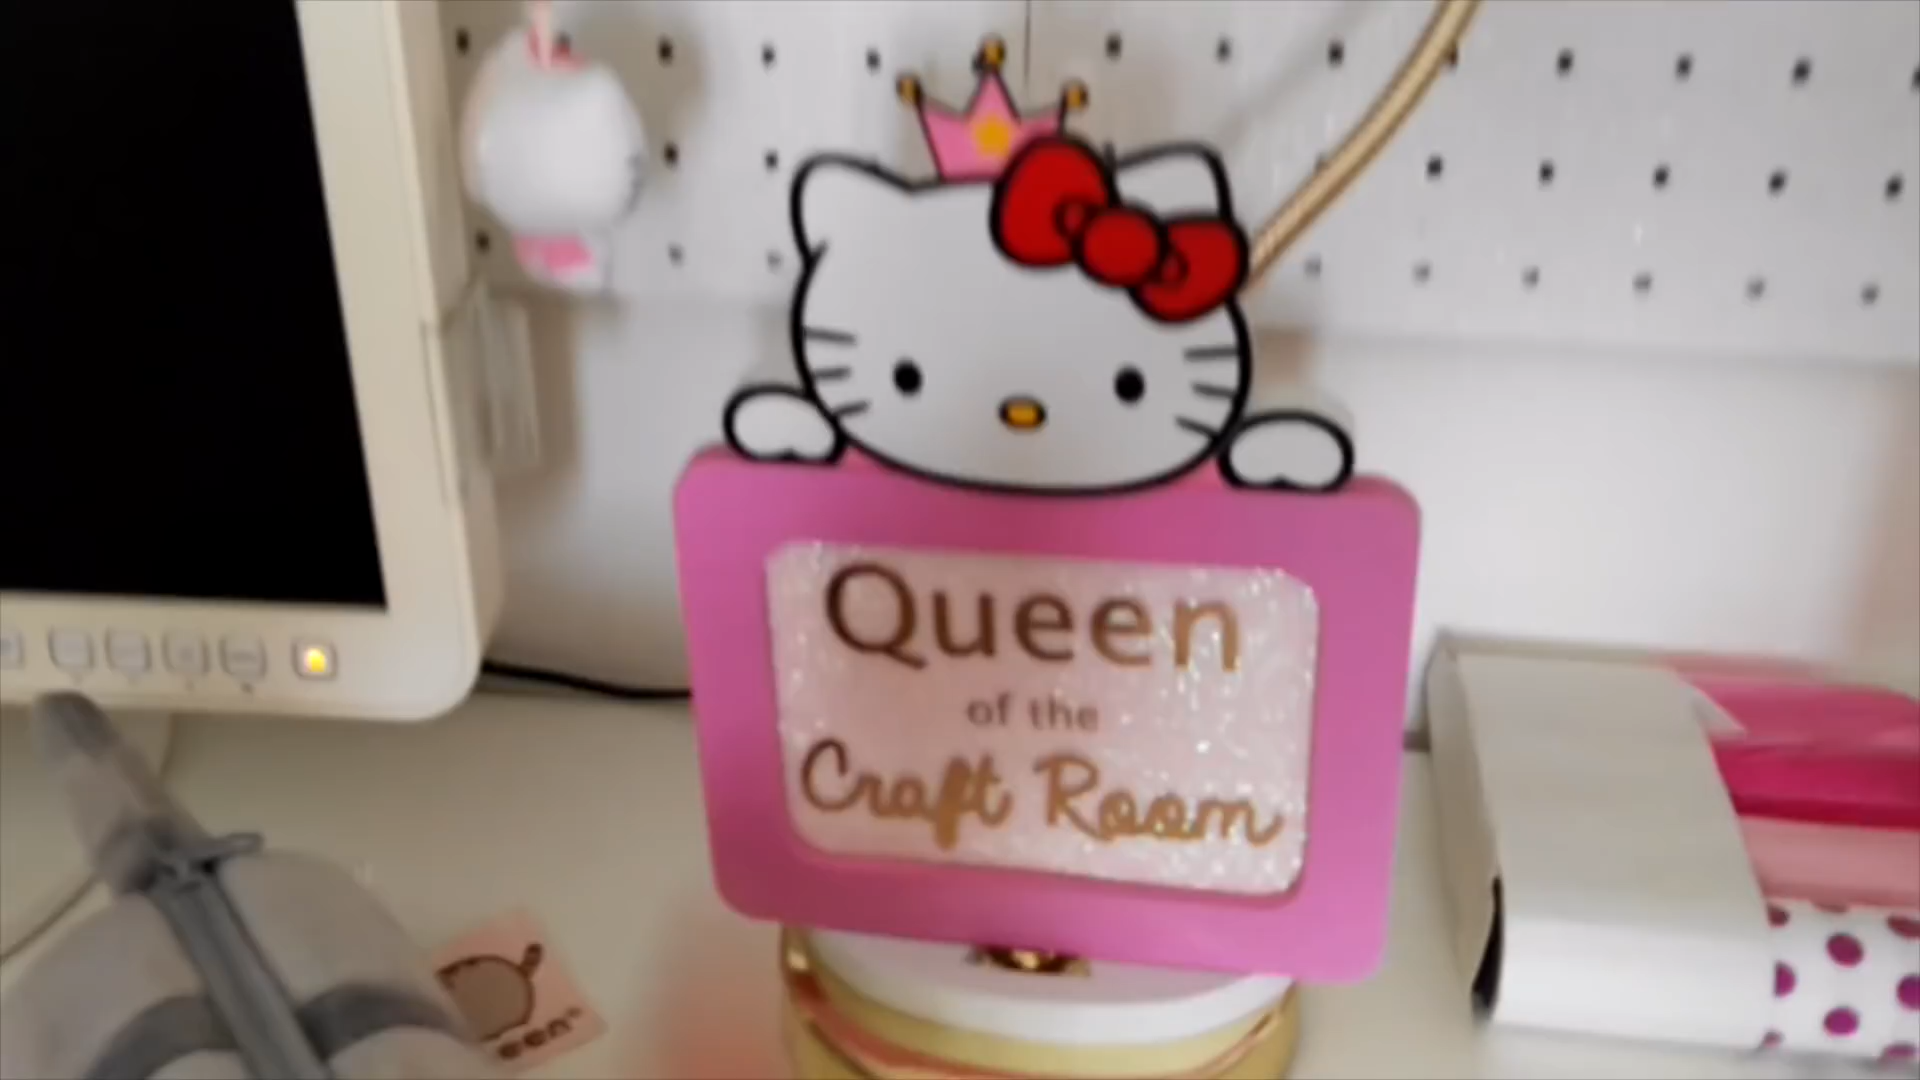 Queen
of the
Craft Room